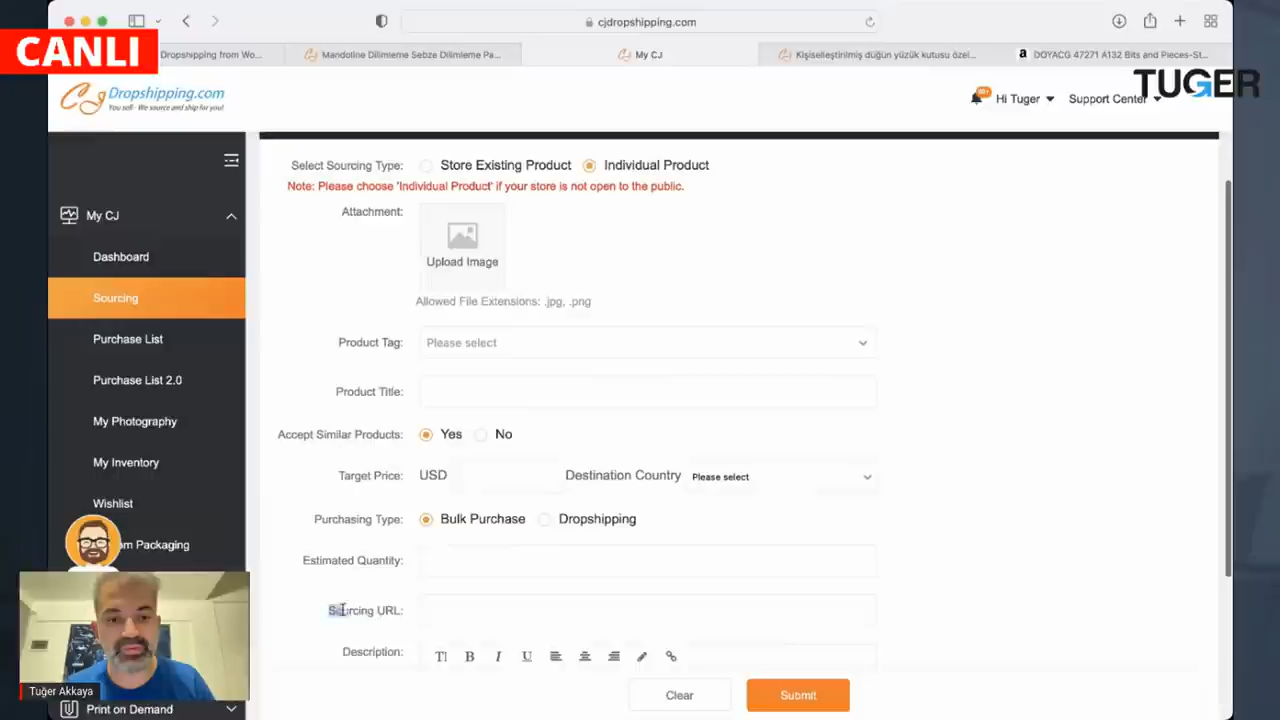 CANLI
cjdropshipping.com
Dropshipping from Wo...
Mandoline Dilimleme Sebze Dilimleme Pa...
My CJ
Kişiselleştirilmiş düğün yüzük kutusu özel...
a DOYACG 47271 A132 Bits and Pieces-St...
TUGER
CJ Dropshipping.com
You sell - We source and ship for you!
99+
Hi Tuger
Support Center
Select Sourcing Type:
Store Existing Product
Individual Product
Note: Please choose 'Individual Product' if your store is not open to the public.
My CJ
Dashboard
Sourcing
Purchase List
Purchase List 2.0
My Photography
My Inventory
Wishlist
m Packaging
Print on Demand
Attachment:
Upload Image
Allowed File Extensions: .jpg, .png
Product Tag:
Please select
Product Title:
Accept Similar Products:
Yes
No
Target Price:
USD
Destination Country
Please select
Purchasing Type:
Bulk Purchase
Dropshipping
Estimated Quantity:
Sourcing URL:
Description:
B
I
U
Clear
Submit
Tuğer Akkaya